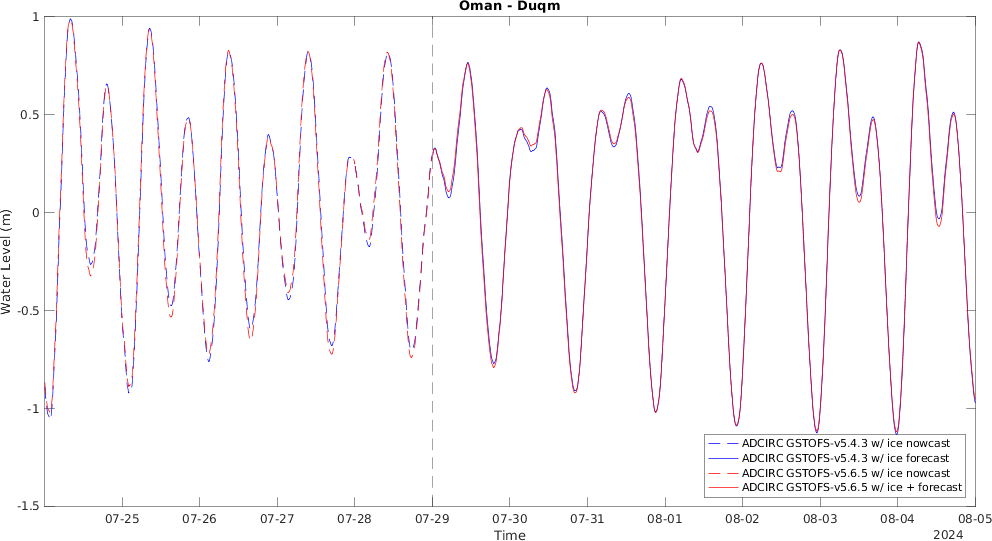 Oman - Duqm
Water Level (m)
1
0.5
0
-0.5
-1
-1.5
07-25 07-26 07-27 07-28 07-29 07-30 07-31 08-01 08-02 08-03 08-04 08-05
Time
2024
ADCIRC GSTOFS-v5.4.3 w/ ice nowcast
ADCIRC GSTOFS-v5.4.3 w/ ice forecast
ADCIRC GSTOFS-v5.6.5 w/ ice nowcast
ADCIRC GSTOFS-v5.6.5 w/ ice + forecast